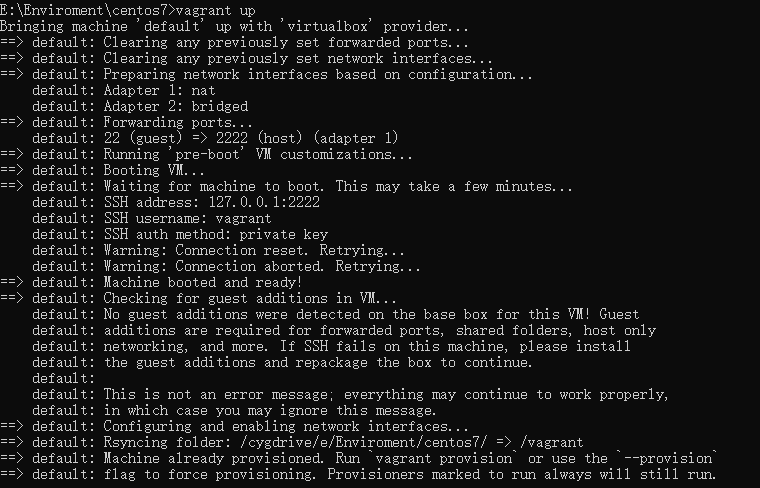 E:\Enviroment\centos7>vagrant up
Bringing machine 'default' up with 'virtualbox' provider...
==> default: Clearing any previously set forwarded ports...
==> default: Clearing any previously set network interfaces...
==> default: Preparing network interfaces based on configuration...
    default: Adapter 1: nat
    default: Adapter 2: bridged
==> default: Forwarding ports...
    default: 22 (guest) => 2222 (host) (adapter 1)
==> default: Running 'pre-boot' VM customizations...
==> default: Booting VM...
==> default: Waiting for machine to boot. This may take a few minutes...
    default: SSH address: 127.0.0.1:2222
    default: SSH username: vagrant
    default: SSH auth method: private key
    default: Warning: Connection reset. Retrying...
    default: Warning: Connection aborted. Retrying...
==> default: Machine booted and ready!
==> default: Checking for guest additions in VM...
    default: No guest additions were detected on the base box for this VM! Guest
    default: additions are required for forwarded ports, shared folders, host only
    default: networking, and more. If SSH fails on this machine, please install
    default: the guest additions and repackage the box to continue.
    default:
    default: This is not an error message; everything may continue to work properly,
    default: in which case you may ignore this message.
==> default: Configuring and enabling network interfaces...
==> default: Rsyncing folder: /cygdrive/e/Enviroment/centos7/ => /vagrant
==> default: Machine already provisioned. Run `vagrant provision` or use the `--provision`
==> default: flag to force provisioning. Provisioners marked to run always will still run.